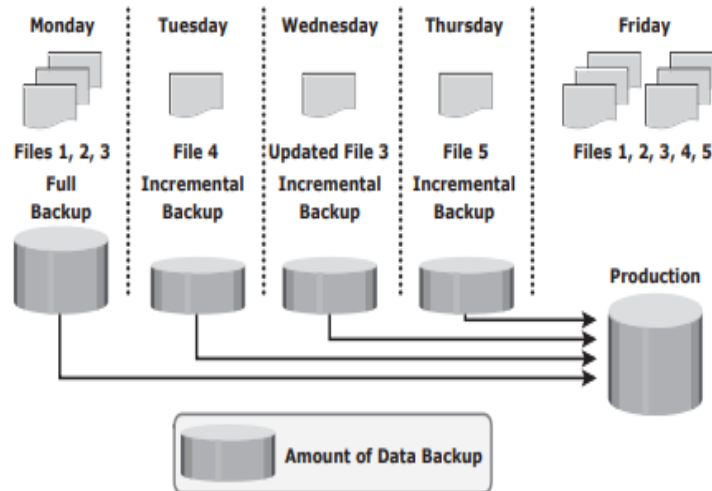 Monday Tuesday Wednesday Thursday Friday
Files 1, 2, 3 File 4 Updated File 3 File 5 Files 1, 2, 3, 4, 5
Full Incremental Incremental Incremental
Backup Backup Backup Backup
Production
Amount of Data Backup